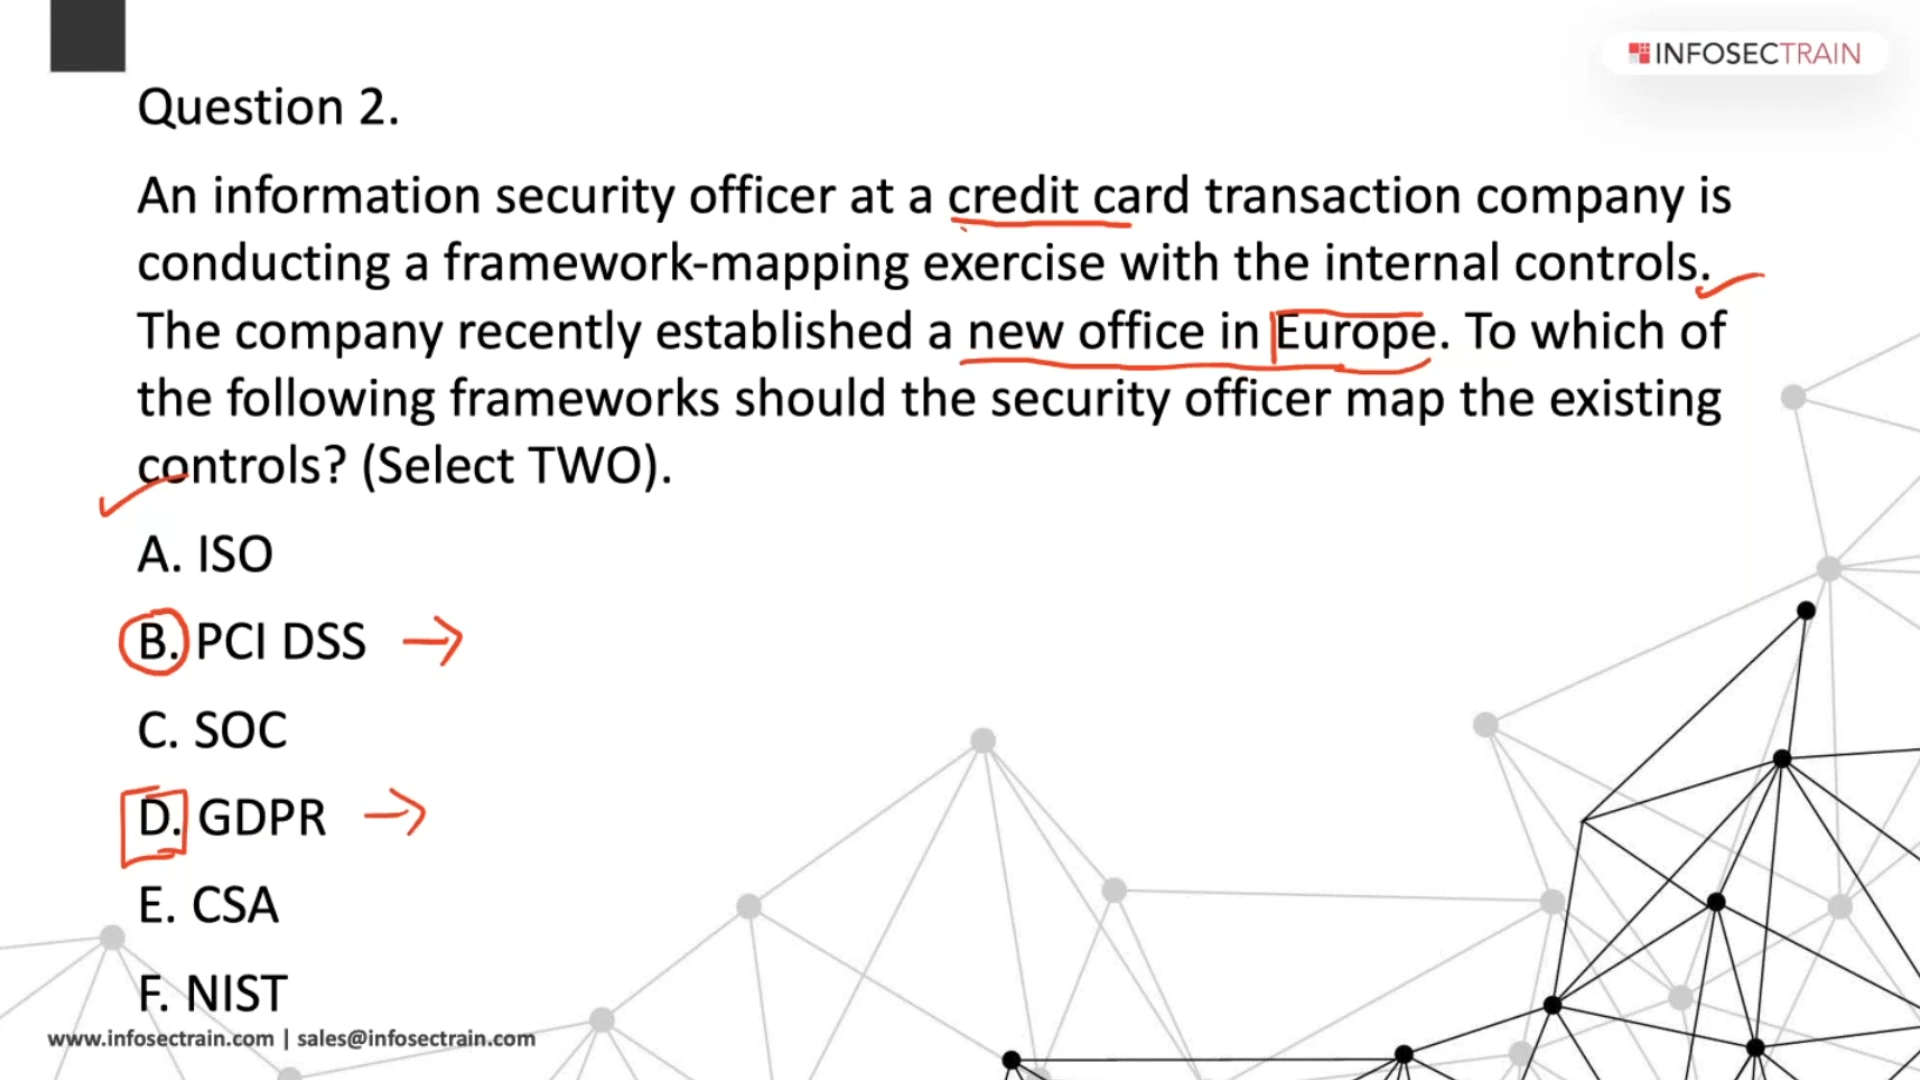 INFOSECTRAIN
Question 2.
An information security officer at a credit card transaction company is
conducting a framework-mapping exercise with the internal controls.
The company recently established a new office in Europe. To which of
the following frameworks should the security officer map the existing
controls? (Select TWO).
A. ISO
B. PCI DSS
C. SOC
D. GDPR
E. CSA
F. NIST
www.infosectrain.com | sales@infosectrain.com